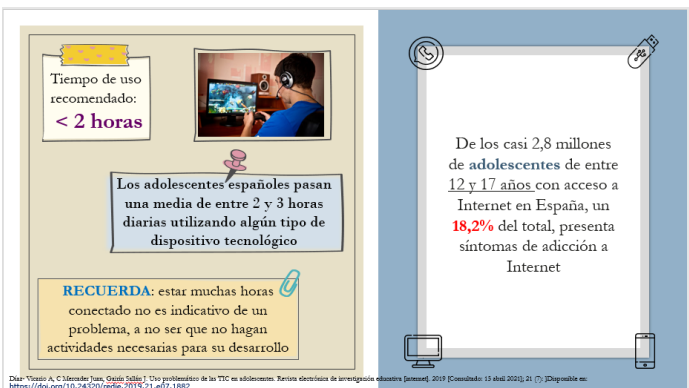 Tiempo de uso
recomendado:
< 2 horas
Los adolescentes españoles pasan
una media de entre 2 y 3 horas
diarias utilizando algún tipo de
dispositivo tecnológico
RECUERDA: estar muchas horas
conectado no es indicativo de un
problema, a no ser que no hagan
actividades necesarias para su desarrollo
De los casi 2,8 millones
de adolescentes de entre
12 y 17 años con acceso a
Internet en España, un
18,2% del total, presenta
síntomas de adicción a
Internet
Díaz- Vicario A, C Mercader Juan, Gairín Sallán J. Uso problemático de las TIC en adolescentes. Revista electrónica de investigación educativa [internet]. 2019 [Consultado: 15 abril 2021]; 21 (7): [Disponible en:
https://doi.org/10.24320/redie.2019.21.e07.1882